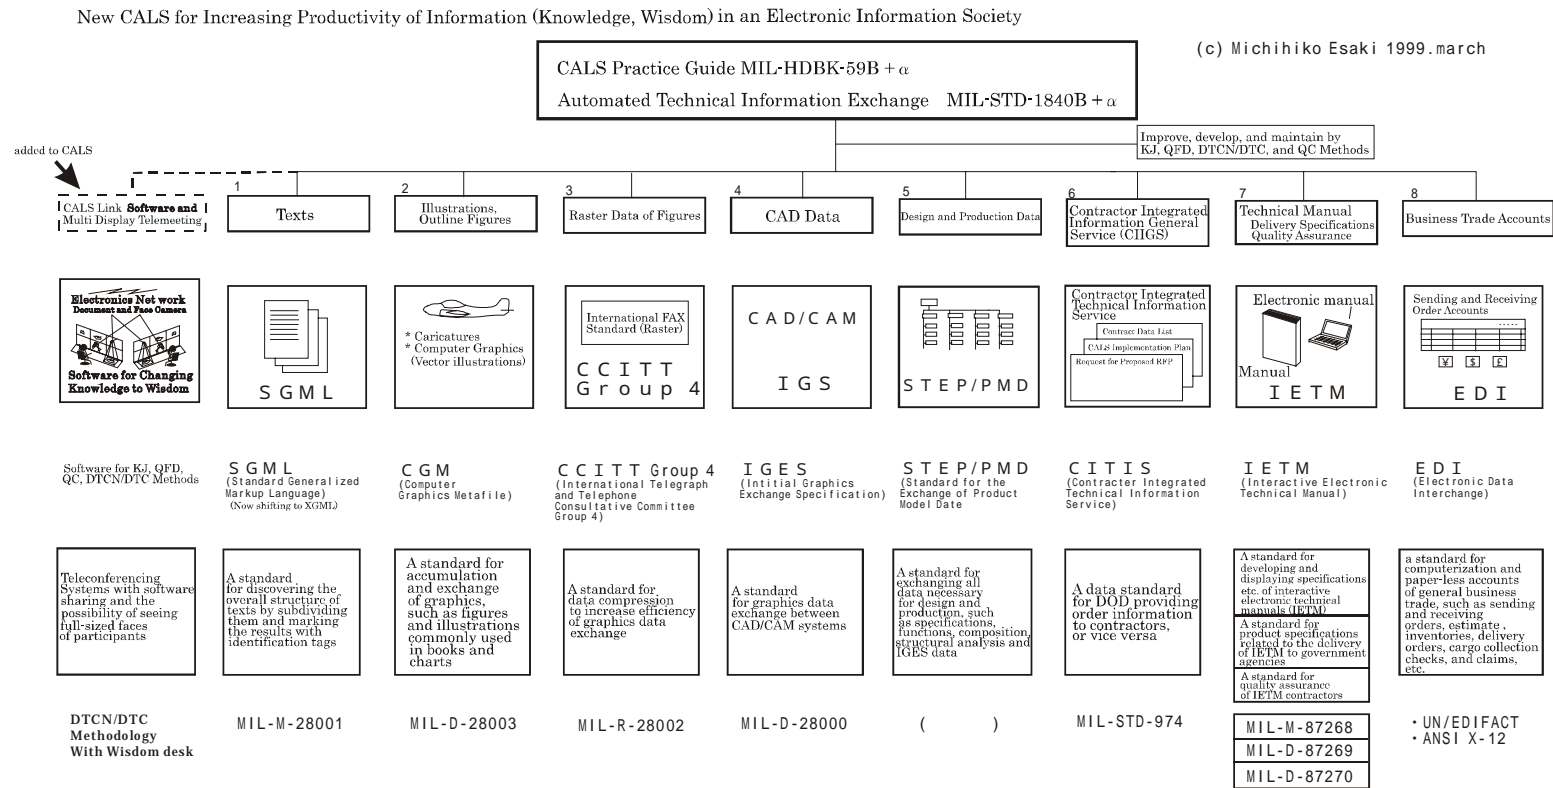 New CALS for Increasing Productivity of Information (Knowledge, Wisdom) in an Electronic Information Society
(c) Michihiko Esaki 1999.march
CALS Practice Guide MIL-HDBK-59B + α
Automated Technical Information Exchange MIL-STD-1840B + α
Improve, develop, and maintain by
KJ, QFD, DTCN/DTC, and QC Methods
added to CALS
CALS Link Software and
Multi Display Telemeeting
1
Texts
2
Illustrations,
Outline Figures
3
Raster Data of Figures
4
CAD Data
5
Design and Production Data
6
Contractor Integrated
Information General
Service (CIIGS)
7
Technical Manual
Delivery Specifications
Quality Assurance
8
Business Trade Accounts
Electronics Net work
Document and Face Camera
Software for Changing
Knowledge to Wisdom
SGML
* Caricatures
* Computer Graphics
(Vector illustrations)
International FAX
Standard (Raster)
CCITT
Group 4
CAD/CAM
IGS
STEP/PMD
Contractor Integrated
Technical Information
Service
Contract Data List
CALS Implementation Plan
Request for Proposed RFP
Electronic manual
Manual
IETM
Sending and Receiving
Order Accounts
¥ $ £
EDI
Software for KJ, QFD,
QC, DTCN/DTC Methods
SGML
(Standard Generalized
Markup Language)
(Now shifting to XGML)
CGM
(Computer
Graphics Metafile)
CCITT Group 4
(International Telegraph
and Telephone
Consultative Committee
Group 4)
IGES
(Intitial Graphics
Exchange Specification)
STEP/PMD
(Standard for the
Exchange of Product
Model Date
CITIS
(Contracter Integrated
Technical Information
Service)
IETM
(Interactive Electronic
Technical Manual)
EDI
(Electronic Data
Interchange)
Teleconferencing
Systems with software
sharing and the
possibility of seeing
full-sized faces
of participants
A standard
for discovering the
overall structure of
texts by subdividing
them and marking
the results with
identification tags
A standard for
accumulation
and exchange
of graphics,
such as figures
and illustrations
commonly used
in books and
charts
A standard for
data compression
to increase efficiency
of graphics data
exchange
A standard
for graphics data
exchange between
CAD/CAM systems
A standard for
exchanging all
data necessary
for design and
production, such
as specifications,
functions, composition,
structural analysis and
IGES data
A data standard
for DOD providing
order information
to contractors,
or vice versa
A standard for
developing and
displaying specifications
etc. of interactive
electronic technical
manuals (IETM)
A standard for
product specifications
related to the delivery
of IETM to government
agencies
A standard for
quality assurance
of IETM contractors
a standard for
computerization and
paper-less accounts
of general business
trade, such as sending
and receiving
orders, estimate ,
inventories, delivery
orders, cargo collection
checks, and claims,
etc.
DTCN/DTC
Methodology
With Wisdom desk
MIL-M-28001
MIL-D-28003
MIL-R-28002
MIL-D-28000
( )
MIL-STD-974
MIL-M-87268
MIL-D-87269
MIL-D-87270
・UN/EDIFACT
・ANSI X-12